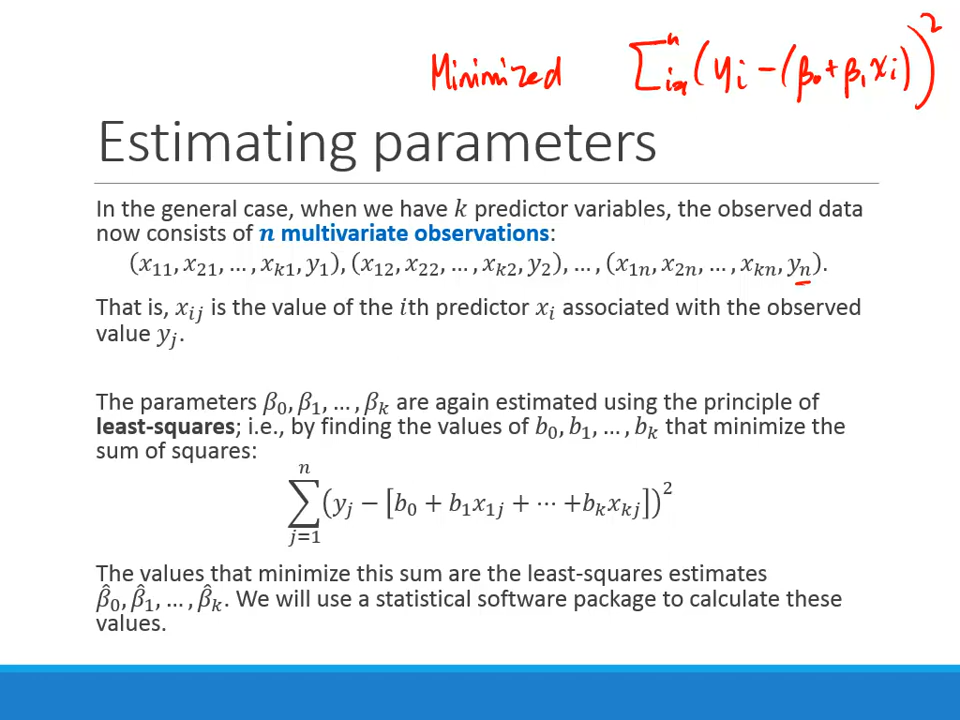 Minimized ∑ᵢ₌₁ⁿ (yᵢ − (β₀ + β₁xᵢ))²
Estimating parameters
In the general case, when we have k predictor variables, the observed data
now consists of n multivariate observations:
(x₁₁, x₂₁, … , xₖ₁, y₁), (x₁₂, x₂₂, … , xₖ₂, y₂), … , (x₁ₙ, x₂ₙ, … , xₖₙ, yₙ).
That is, xᵢⱼ is the value of the ith predictor xᵢ associated with the observed
value yⱼ.
The parameters β₀, β₁, … , βₖ are again estimated using the principle of
least-squares; i.e., by finding the values of b₀, b₁, … , bₖ that minimize the
sum of squares:
∑ⱼ₌₁ⁿ (yⱼ − [b₀ + b₁x₁ⱼ + ⋯ +bₖxₖⱼ])²
The values that minimize this sum are the least-squares estimates
β̂₀, β̂₁, … , β̂ₖ. We will use a statistical software package to calculate these
values.